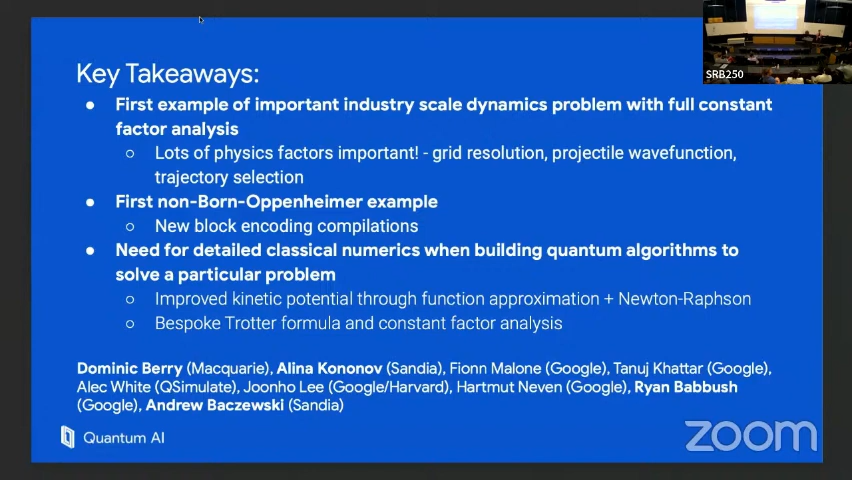 SRB250
Key Takeaways:
● First example of important industry scale dynamics problem with full constant
factor analysis
○ Lots of physics factors important! - grid resolution, projectile wavefunction,
trajectory selection
● First non-Born-Oppenheimer example
○ New block encoding compilations
● Need for detailed classical numerics when building quantum algorithms to
solve a particular problem
○ Improved kinetic potential through function approximation + Newton-Raphson
○ Bespoke Trotter formula and constant factor analysis
Dominic Berry (Macquarie), Alina Kononov (Sandia), Fionn Malone (Google), Tanuj Khattar (Google),
Alec White (QSimulate), Joonho Lee (Google/Harvard), Hartmut Neven (Google), Ryan Babbush
(Google), Andrew Baczewski (Sandia)
Quantum AI
zoom